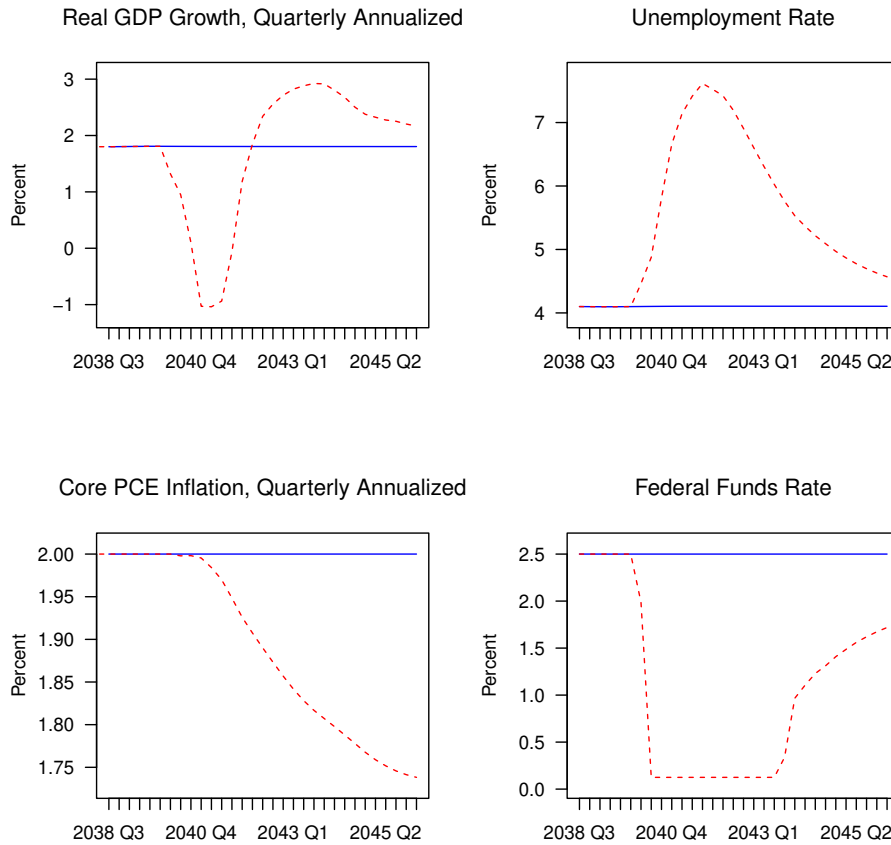 Real GDP Growth, Quarterly Annualized
Percent
3
2
1
0
−1
2038 Q3 2040 Q4 2043 Q1 2045 Q2
Unemployment Rate
Percent
7
6
5
4
2038 Q3 2040 Q4 2043 Q1 2045 Q2
Core PCE Inflation, Quarterly Annualized
Percent
2.00
1.95
1.90
1.85
1.80
1.75
2038 Q3 2040 Q4 2043 Q1 2045 Q2
Federal Funds Rate
Percent
2.5
2.0
1.5
1.0
0.5
0.0
2038 Q3 2040 Q4 2043 Q1 2045 Q2